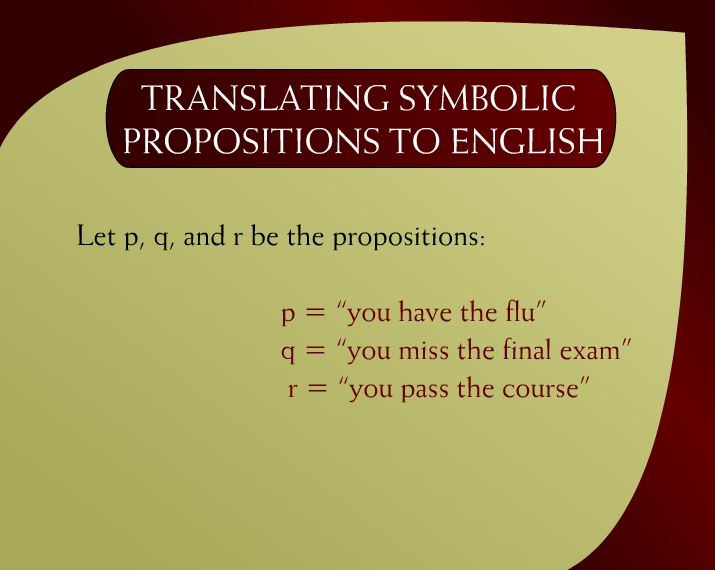 TRANSLATING SYMBOLIC
PROPOSITIONS TO ENGLISH
Let p, q, and r be the propositions:
p = “you have the flu”
q = “you miss the final exam”
r = “you pass the course”